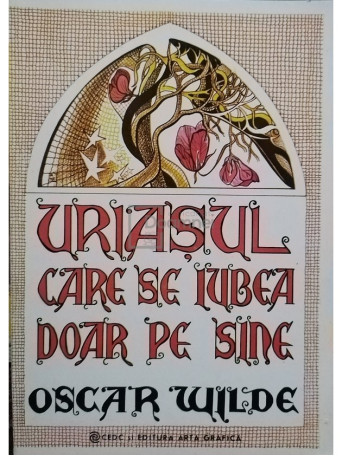 URIAȘUL
CARE SE IUBEA
DOAR PE SINE
OSCAR WILDE
CEDC și EDITURA ARTA GRAFICĂ